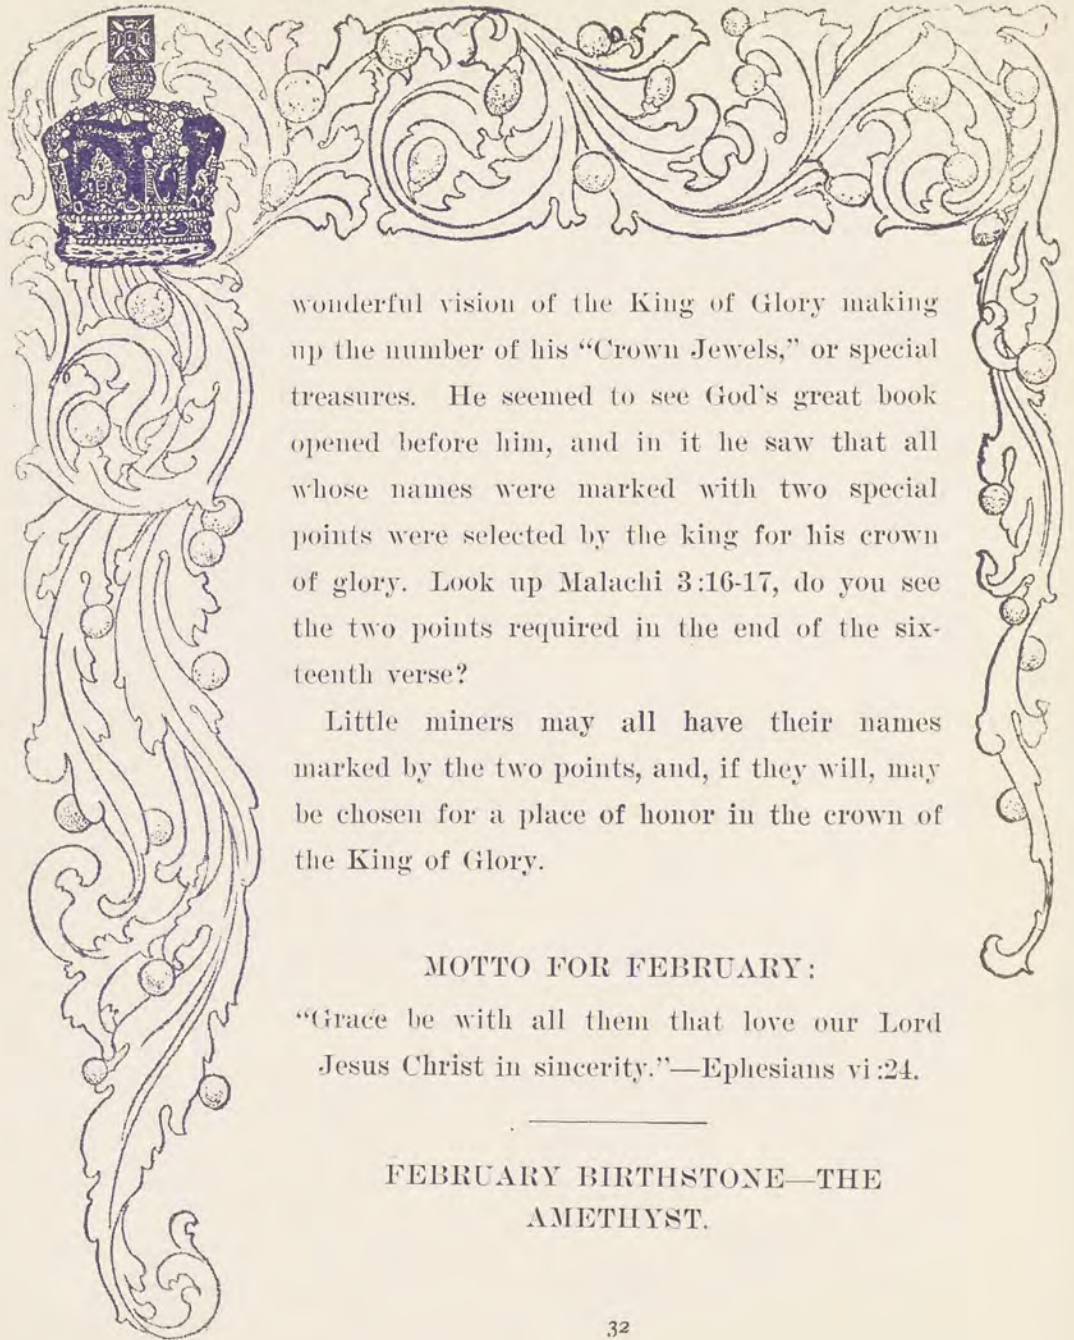 wonderful vision of the King of Glory making
up the number of his “Crown Jewels,” or special
treasures. He seemed to see God's great book
opened before him, and in it he saw that all
whose names were marked with two special
points were selected by the king for his crown
of glory. Look up Malachi 3:16-17, do you see
the two points required in the end of the six-
teenth verse?
Little miners may all have their names
marked by the two points, and, if they will, may
be chosen for a place of honor in the crown of
the King of Glory.
MOTTO FOR FEBRUARY:
“Grace be with all them that love our Lord
Jesus Christ in sincerity.”—Ephesians vi:24.
FEBRUARY BIRTHSTONE—THE
AMETHYST.
32